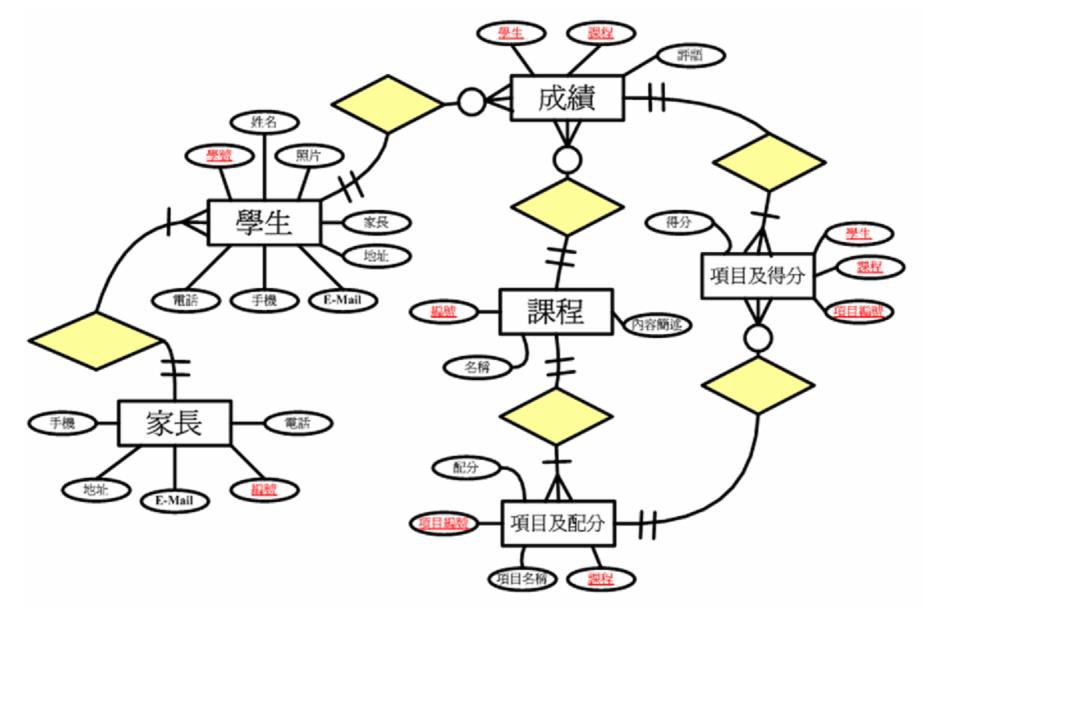 學生
課程
評語
成績
姓名
學號
照片
學生
家長
地址
電話
手機
E-Mail
得分
學生
課程
項目編號
項目及得分
編號
課程
內容簡述
名稱
手機
家長
電話
地址
E-Mail
編號
配分
項目編號
項目及配分
項目名稱
課程